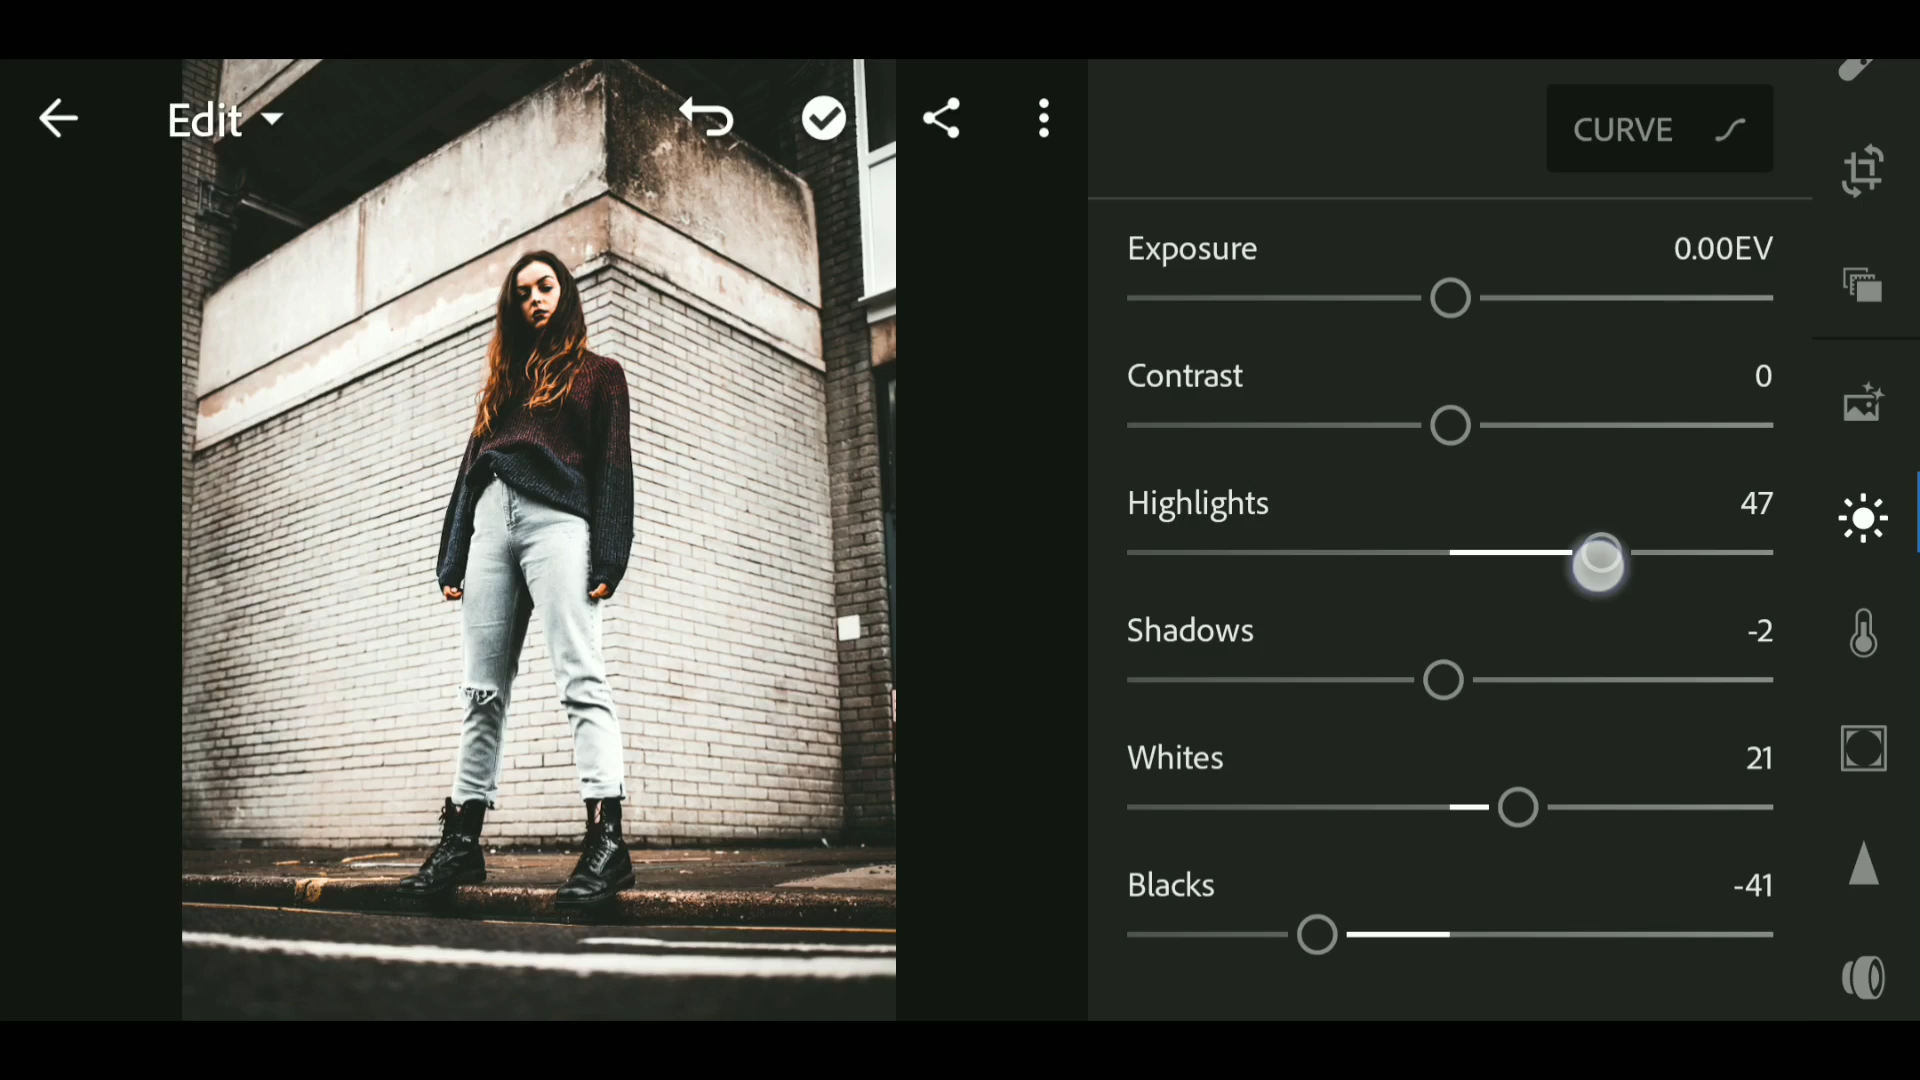 Edit
CURVE
Exposure 0.00EV
Contrast 0
Highlights 47
Shadows -2
Whites 21
Blacks -41